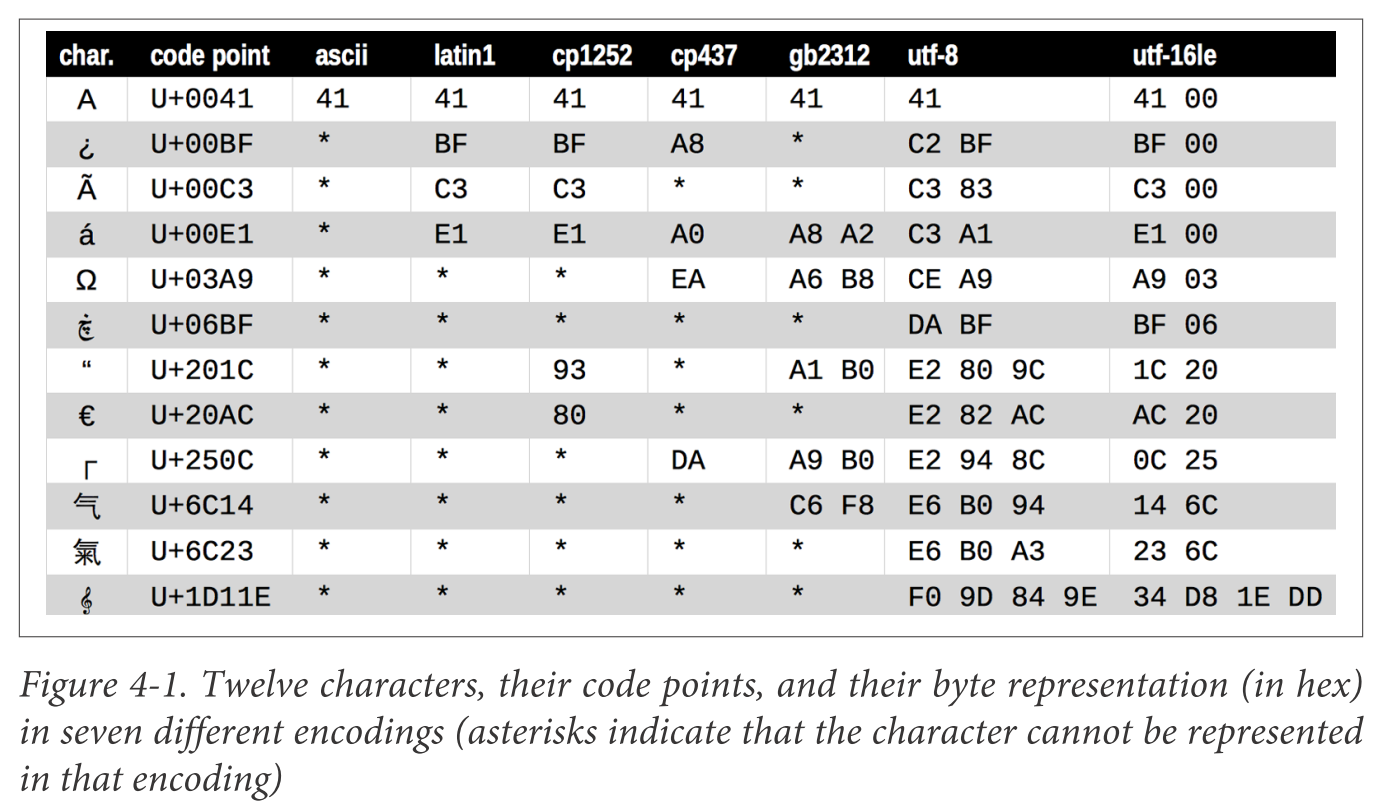 char. code point ascii latin1 cp1252 cp437 gb2312 utf-8 utf-16le
A U+0041 41 41 41 41 41 41 41 00
¿ U+00BF * BF BF A8 * C2 BF BF 00
Ã U+00C3 * C3 C3 * * C3 83 C3 00
á U+00E1 * E1 E1 A0 A8 A2 C3 A1 E1 00
Ω U+03A9 * * * EA A6 B8 CE A9 A9 03
ڿ U+06BF * * * * * DA BF BF 06
“ U+201C * * 93 * A1 B0 E2 80 9C 1C 20
€ U+20AC * * 80 * * E2 82 AC AC 20
┌ U+250C * * * DA A9 B0 E2 94 8C 0C 25
气 U+6C14 * * * * C6 F8 E6 B0 94 14 6C
氣 U+6C23 * * * * * E6 B0 A3 23 6C
𝄞 U+1D11E * * * * * F0 9D 84 9E 34 D8 1E DD
Figure 4-1. Twelve characters, their code points, and their byte representation (in hex)
in seven different encodings (asterisks indicate that the character cannot be represented
in that encoding)